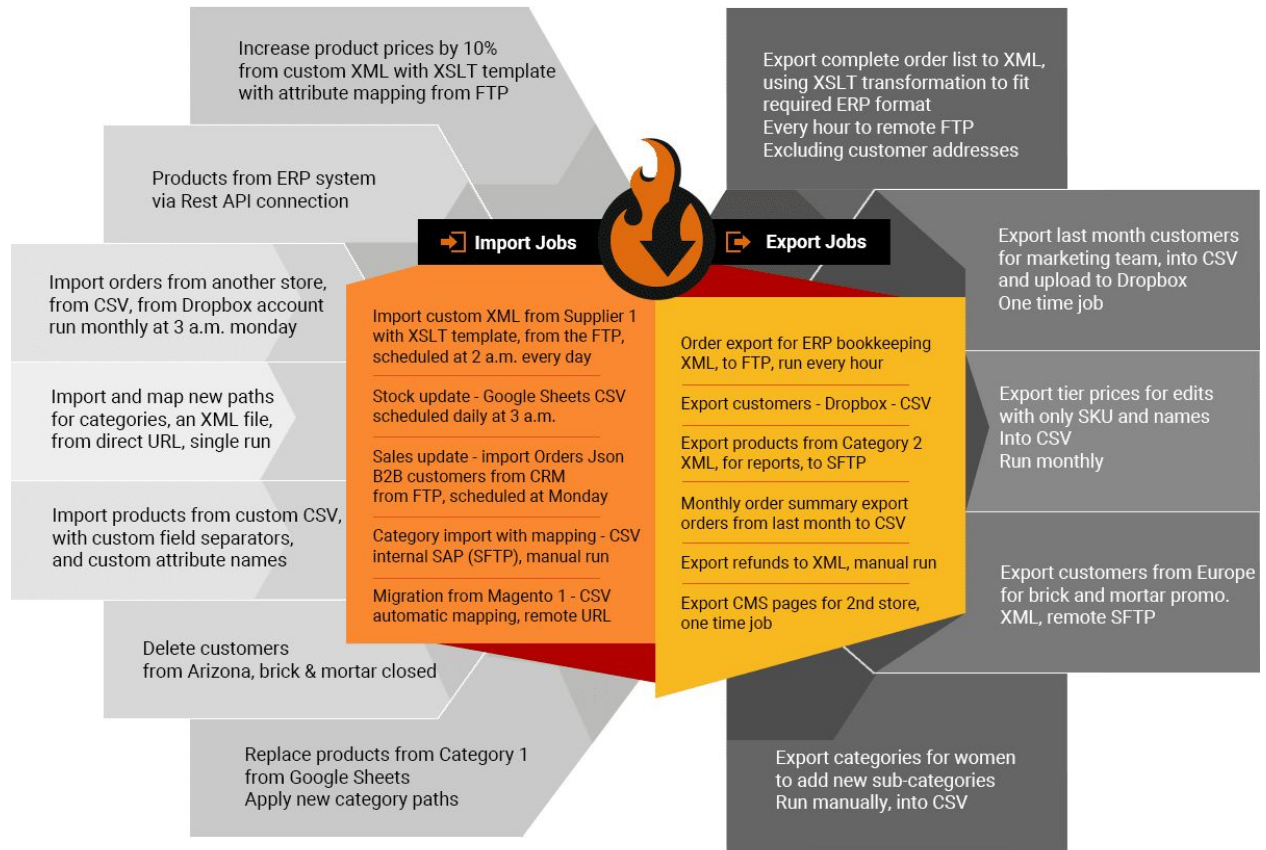 Increase product prices by 10%
from custom XML with XSLT template
with attribute mapping from FTP
Products from ERP system
via Rest API connection
Import orders from another store,
from CSV, from Dropbox account
run monthly at 3 a.m. monday
Import and map new paths
for categories, an XML file,
from direct URL, single run
Import products from custom CSV,
with custom field separators,
and custom attribute names
Delete customers
from Arizona, brick & mortar closed
Replace products from Category 1
from Google Sheets
Apply new category paths
Import Jobs
Import custom XML from Supplier 1
with XSLT template, from the FTP,
scheduled at 2 a.m. every day
Stock update - Google Sheets CSV
scheduled daily at 3 a.m.
Sales update - import Orders Json
B2B customers from CRM
from FTP, scheduled at Monday
Category import with mapping - CSV
internal SAP (SFTP), manual run
Migration from Magento 1 - CSV
automatic mapping, remote URL
Export Jobs
Order export for ERP bookkeeping
XML, to FTP, run every hour
Export customers - Dropbox - CSV
Export products from Category 2
XML, for reports, to SFTP
Monthly order summary export
orders from last month to CSV
Export refunds to XML, manual run
Export CMS pages for 2nd store,
one time job
Export complete order list to XML,
using XSLT transformation to fit
required ERP format
Every hour to remote FTP
Excluding customer addresses
Export last month customers
for marketing team, into CSV
and upload to Dropbox
One time job
Export tier prices for edits
with only SKU and names
Into CSV
Run monthly
Export customers from Europe
for brick and mortar promo.
XML, remote SFTP
Export categories for women
to add new sub-categories
Run manually, into CSV